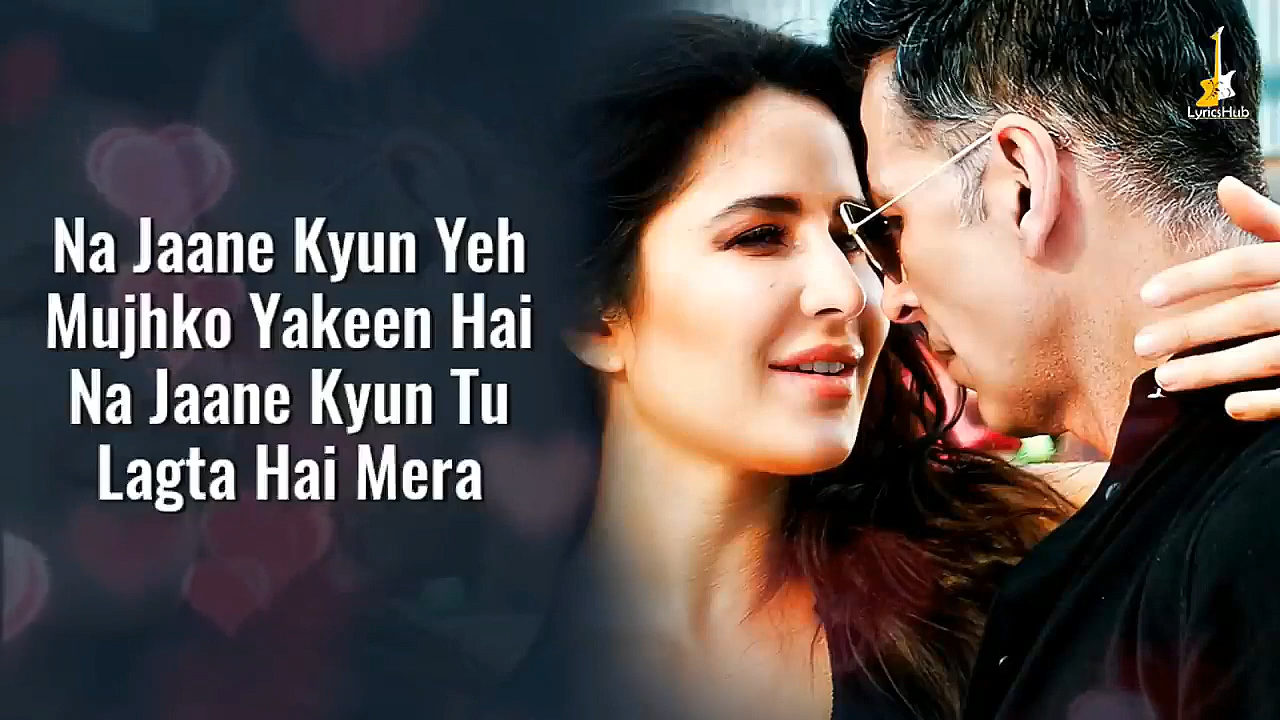 LyricsHub
Na Jaane Kyun Yeh
Mujhko Yakeen Hai
Na Jaane Kyun Tu
Lagta Hai Mera